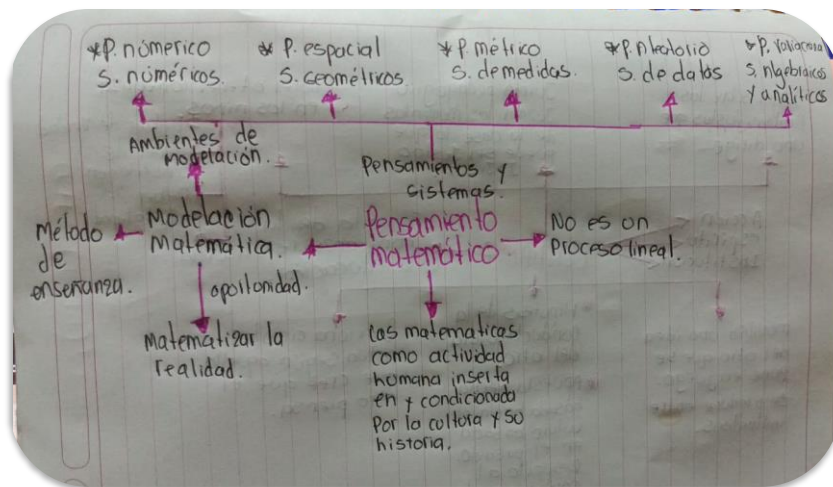 *P. númerico
S. numéricos.
* P. espacial
S. Geométricos.
*P. métrico
S. de medidas.
*P. Aleatorio
S. de datos
*P. Variacional
S. Algebraicos
y analíticos
Ambientes de
Modelación.
Pensamientos y
sistemas.
Método
de
enseñanza.
Modelación
Matemática.
Pensamiento
matemático
No es un
Proceso lineal.
oportunidad.
Matematizar la
realidad.
Las matematicas
como actividad
humana inserta
en y condicionada
Por la cultura y su
historia.